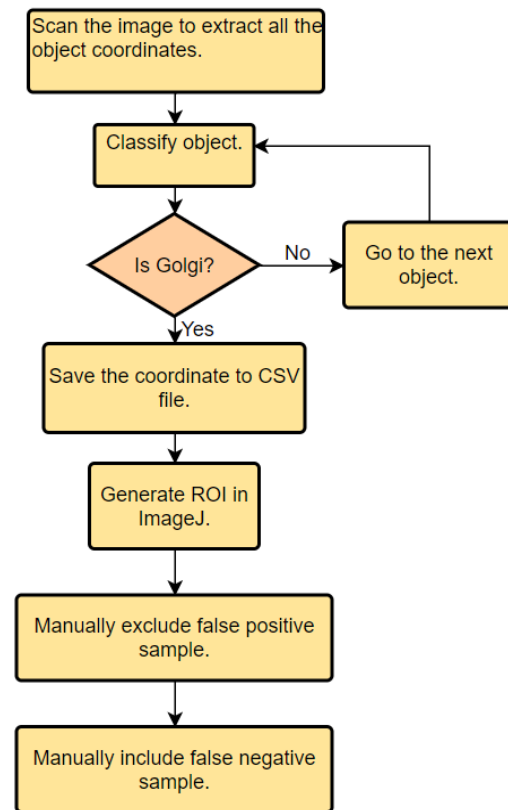 Scan the image to extract all the
object coordinates.
Classify object.
Is Golgi?
No
Go to the next
object.
Yes
Save the coordinate to CSV
file.
Generate ROI in
ImageJ.
Manually exclude false positive
sample.
Manually include false negative
sample.